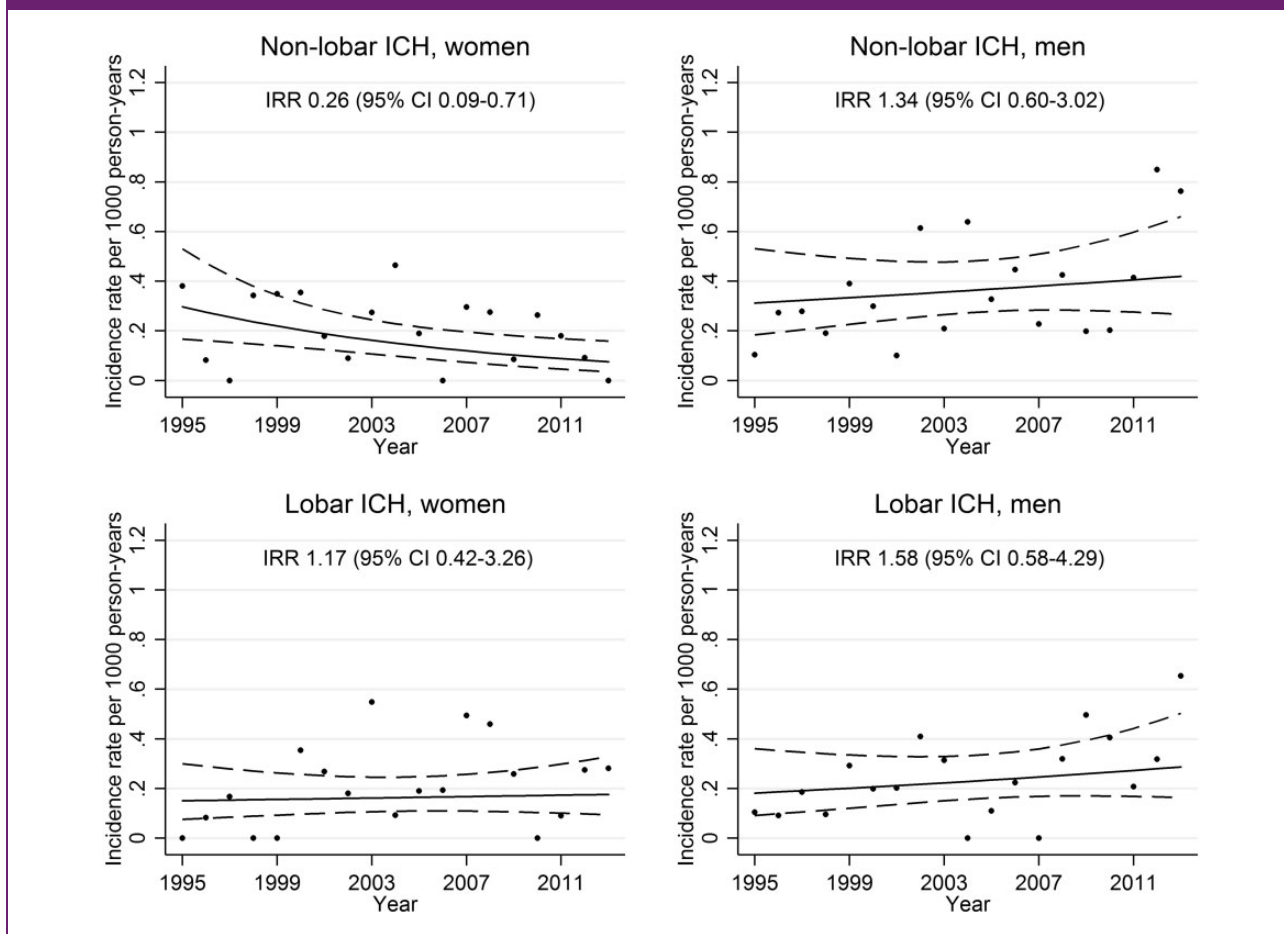 Non-lobar ICH, women
IRR 0.26 (95% CI 0.09-0.71)
Incidence rate per 1000 person-years
1.2
1
.8
.6
.4
.2
0
1995 1999 2003 2007 2011
Year
Non-lobar ICH, men
IRR 1.34 (95% CI 0.60-3.02)
Incidence rate per 1000 person-years
1.2
1
.8
.6
.4
.2
0
1995 1999 2003 2007 2011
Year
Lobar ICH, women
IRR 1.17 (95% CI 0.42-3.26)
Incidence rate per 1000 person-years
1.2
1
.8
.6
.4
.2
0
1995 1999 2003 2007 2011
Year
Lobar ICH, men
IRR 1.58 (95% CI 0.58-4.29)
Incidence rate per 1000 person-years
1.2
1
.8
.6
.4
.2
0
1995 1999 2003 2007 2011
Year